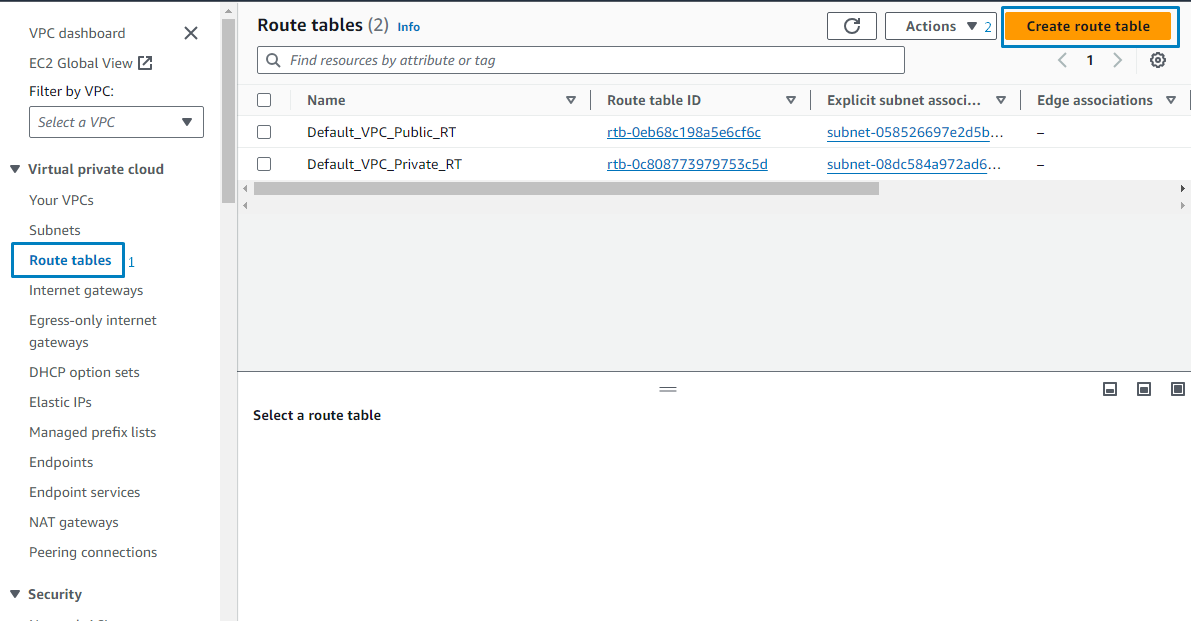 VPC dashboard
EC2 Global View
Filter by VPC:
Select a VPC
Virtual private cloud
Your VPCs
Subnets
Route tables 1
Internet gateways
Egress-only internet
gateways
DHCP option sets
Elastic IPs
Managed prefix lists
Endpoints
Endpoint services
NAT gateways
Peering connections
Security
Route tables (2) Info
Actions 2 Create route table
Find resources by attribute or tag
1
Name Route table ID Explicit subnet associ... Edge associations
Default_VPC_Public_RT rtb-0eb68c198a5e6cf6c subnet-058526697e2d5b... –
Default_VPC_Private_RT rtb-0c808773979753c5d subnet-08dc584a972ad6... –
Select a route table